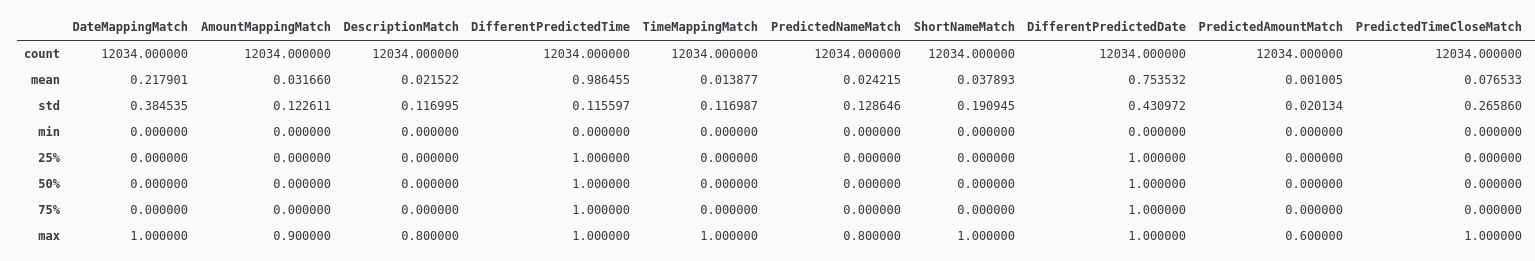 DateMappingMatch AmountMappingMatch DescriptionMatch DifferentPredictedTime TimeMappingMatch PredictedNameMatch ShortNameMatch DifferentPredictedDate PredictedAmountMatch PredictedTimeCloseMatch
count 12034.000000 12034.000000 12034.000000 12034.000000 12034.000000 12034.000000 12034.000000 12034.000000 12034.000000 12034.000000
mean 0.217901 0.031660 0.021522 0.986455 0.013877 0.024215 0.037893 0.753532 0.001005 0.076533
std 0.384535 0.122611 0.116995 0.115597 0.116987 0.128646 0.190945 0.430972 0.020134 0.265860
min 0.000000 0.000000 0.000000 0.000000 0.000000 0.000000 0.000000 0.000000 0.000000 0.000000
25% 0.000000 0.000000 0.000000 1.000000 0.000000 0.000000 0.000000 1.000000 0.000000 0.000000
50% 0.000000 0.000000 0.000000 1.000000 0.000000 0.000000 0.000000 1.000000 0.000000 0.000000
75% 0.000000 0.000000 0.000000 1.000000 0.000000 0.000000 0.000000 1.000000 0.000000 0.000000
max 1.000000 0.900000 0.800000 1.000000 1.000000 0.800000 1.000000 1.000000 0.600000 1.000000